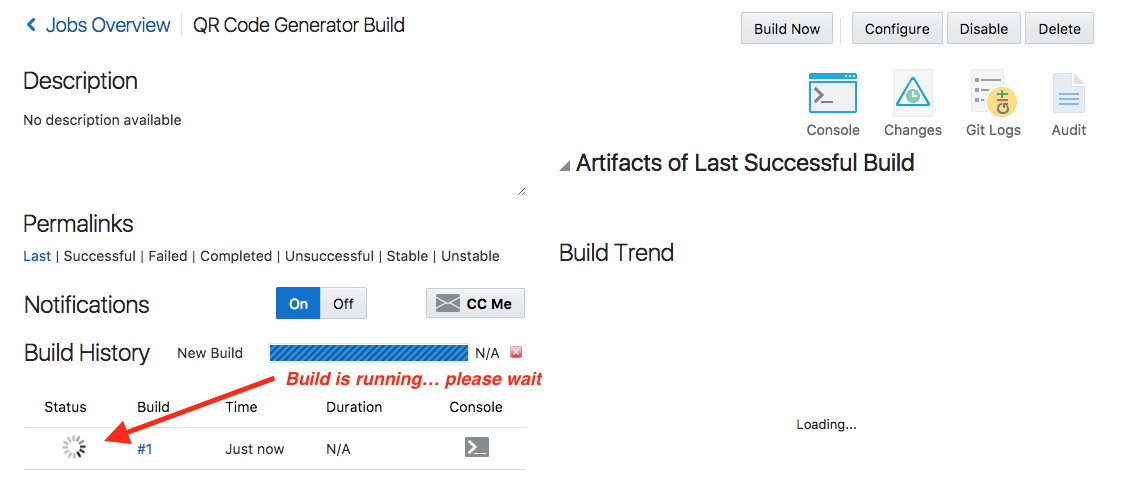 Jobs Overview QR Code Generator Build
Build Now Configure Disable Delete
Description
No description available
Console Changes Git Logs Audit
Artifacts of Last Successful Build
Permalinks
Last | Successful | Failed | Completed | Unsuccessful | Stable | Unstable
Build Trend
Notifications On Off CC Me
Build History New Build N/A
Build is running... please wait
Status Build Time Duration Console
#1 Just now N/A
Loading...